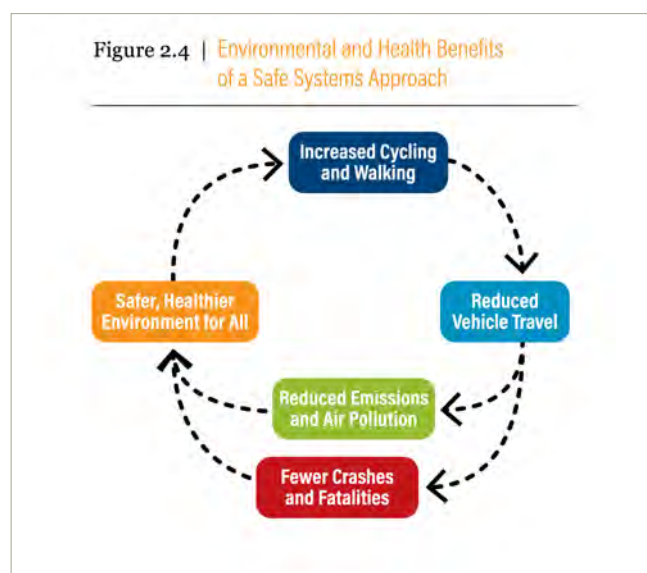 Figure 2.4 | Environmental and Health Benefits
of a Safe Systems Approach
Increased Cycling
and Walking
Safer, Healthier
Environment for All
Reduced
Vehicle Travel
Reduced Emissions
and Air Pollution
Fewer Crashes
and Fatalities